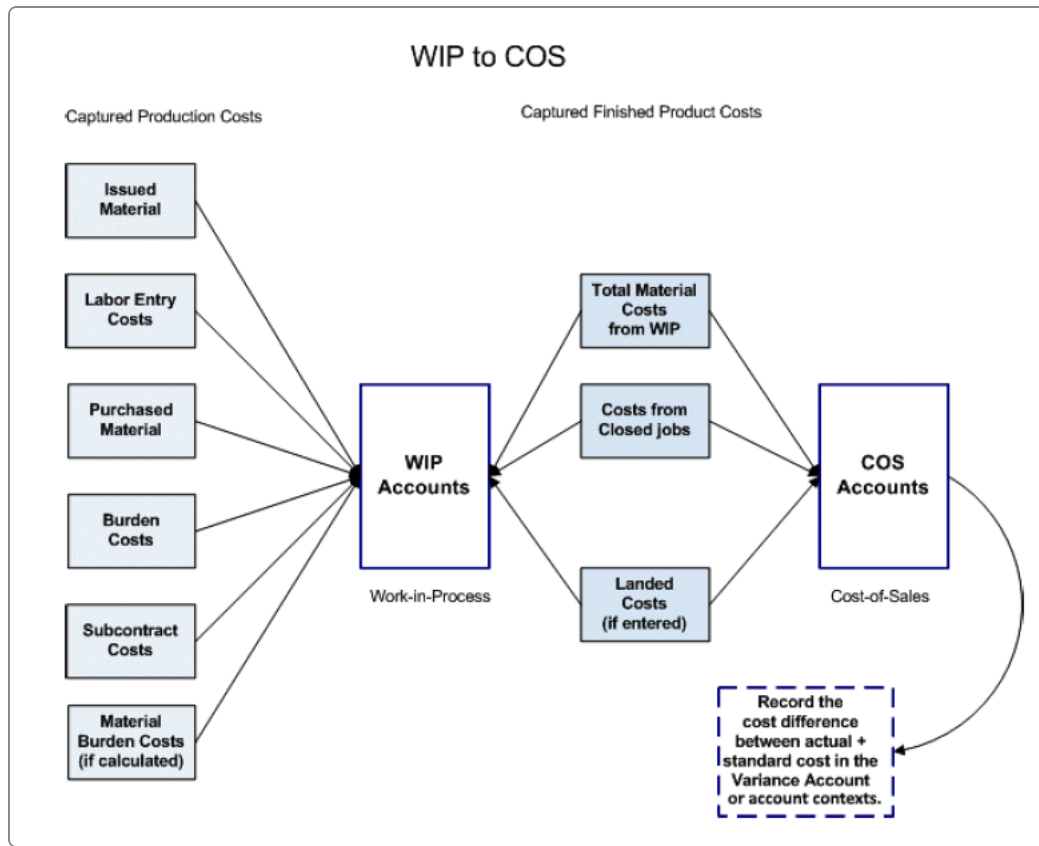 WIP to COS
Captured Production Costs
Captured Finished Product Costs
Issued
Material
Labor Entry
Costs
Purchased
Material
Burden
Costs
Subcontract
Costs
Material
Burden Costs
(if calculated)
WIP
Accounts
Work-in-Process
Total Material
Costs
from WIP
Costs from
Closed jobs
Landed
Costs
(if entered)
COS
Accounts
Cost-of-Sales
Record the
cost difference
between actual +
standard cost in the
Variance Account
or account contexts.